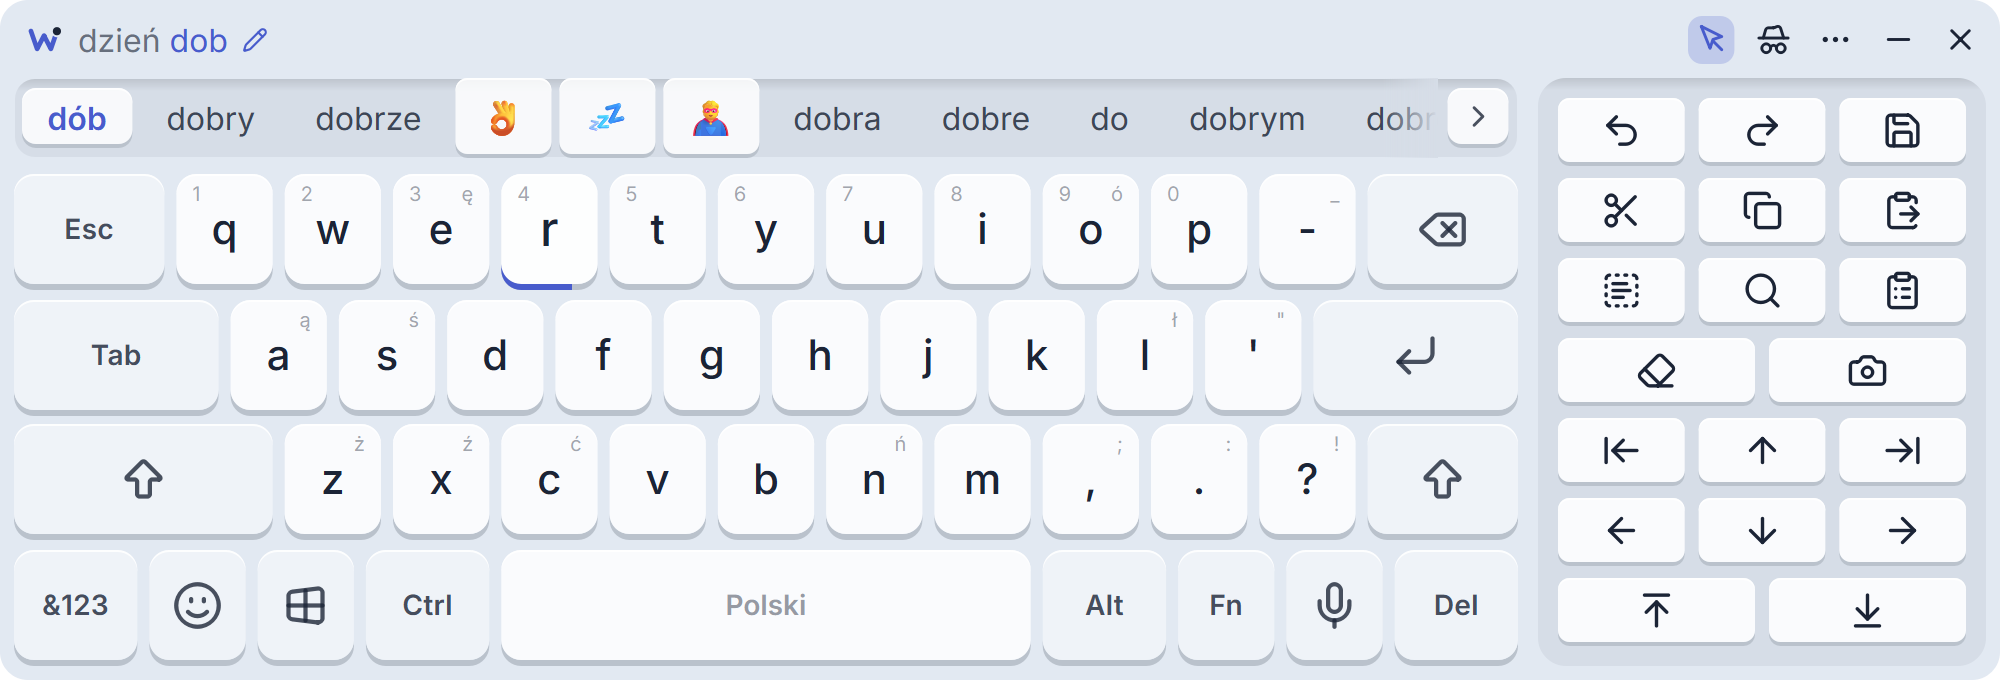 dzień dob
dób dobry dobrze 👌 💤 🦸‍♂️ dobra dobre do dobrym dobr
Esc 1 q 2 w 3 ę e 4 r 5 t 6 y 7 u 8 i 9 ó o 0 p _ -
Tab ą a ś s d f g h j k ł l " '
ż z ź x ć c v b ń n m ; , : . ! ?
&123 Ctrl Polski Alt Fn Del